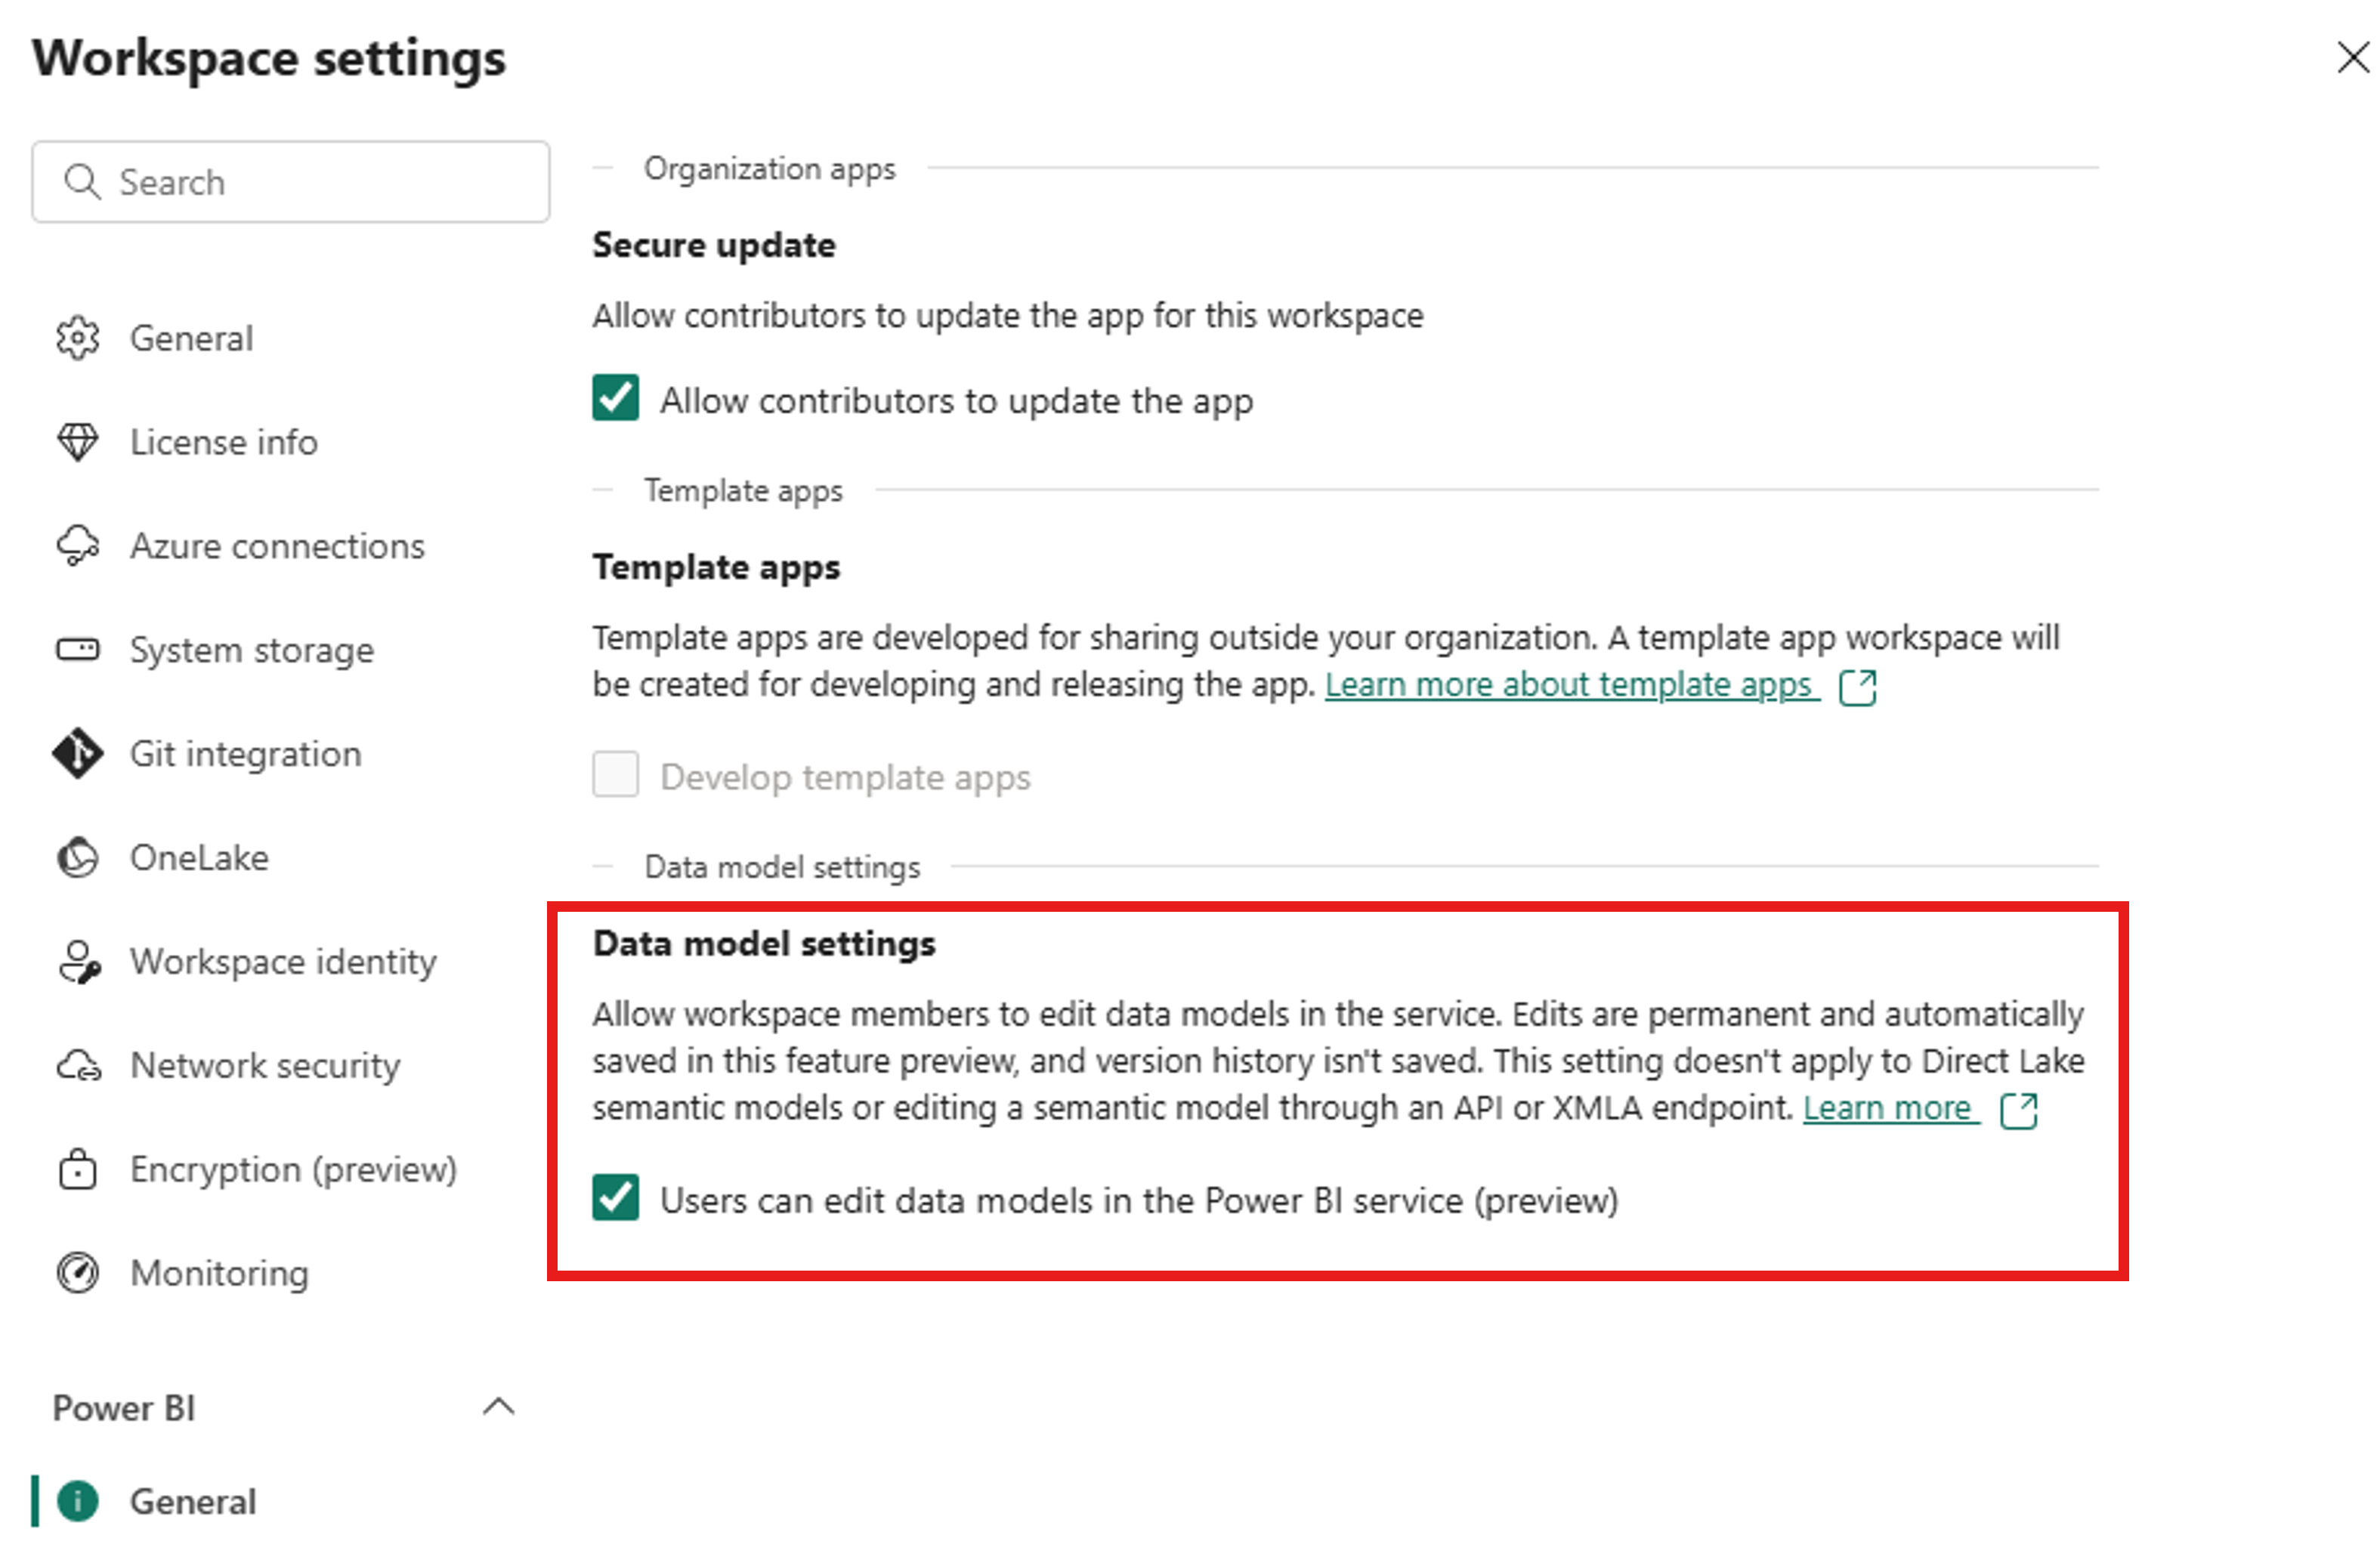 Workspace settings
Search
General
License info
Azure connections
System storage
Git integration
OneLake
Workspace identity
Network security
Encryption (preview)
Monitoring
Power BI
General
Organization apps
Secure update
Allow contributors to update the app for this workspace
Allow contributors to update the app
Template apps
Template apps
Template apps are developed for sharing outside your organization. A template app workspace will
be created for developing and releasing the app. Learn more about template apps
Develop template apps
Data model settings
Data model settings
Allow workspace members to edit data models in the service. Edits are permanent and automatically
saved in this feature preview, and version history isn't saved. This setting doesn't apply to Direct Lake
semantic models or editing a semantic model through an API or XMLA endpoint. Learn more
Users can edit data models in the Power BI service (preview)